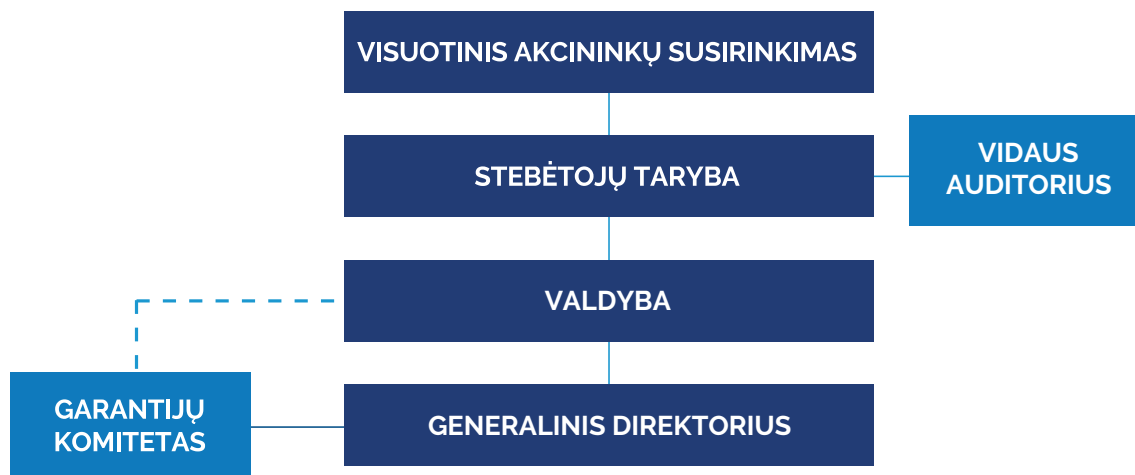 VISUOTINIS AKCININKŲ SUSIRINKIMAS
STEBĖTOJŲ TARYBA
VIDAUS
AUDITORIUS
VALDYBA
GARANTIJŲ
KOMITETAS
GENERALINIS DIREKTORIUS